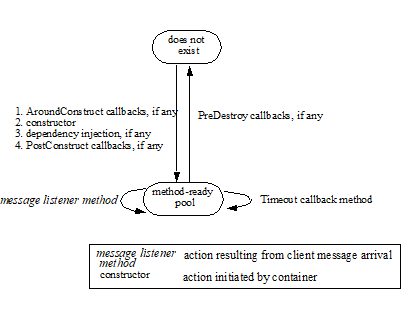 does not
exist
1. AroundConstruct callbacks, if any
2. constructor
3. dependency injection, if any
4. PostConstruct callbacks, if any
PreDestroy callbacks, if any
message listener method
method-ready
pool
Timeout callback method
message listener
method
action resulting from client message arrival
constructor
action initiated by container